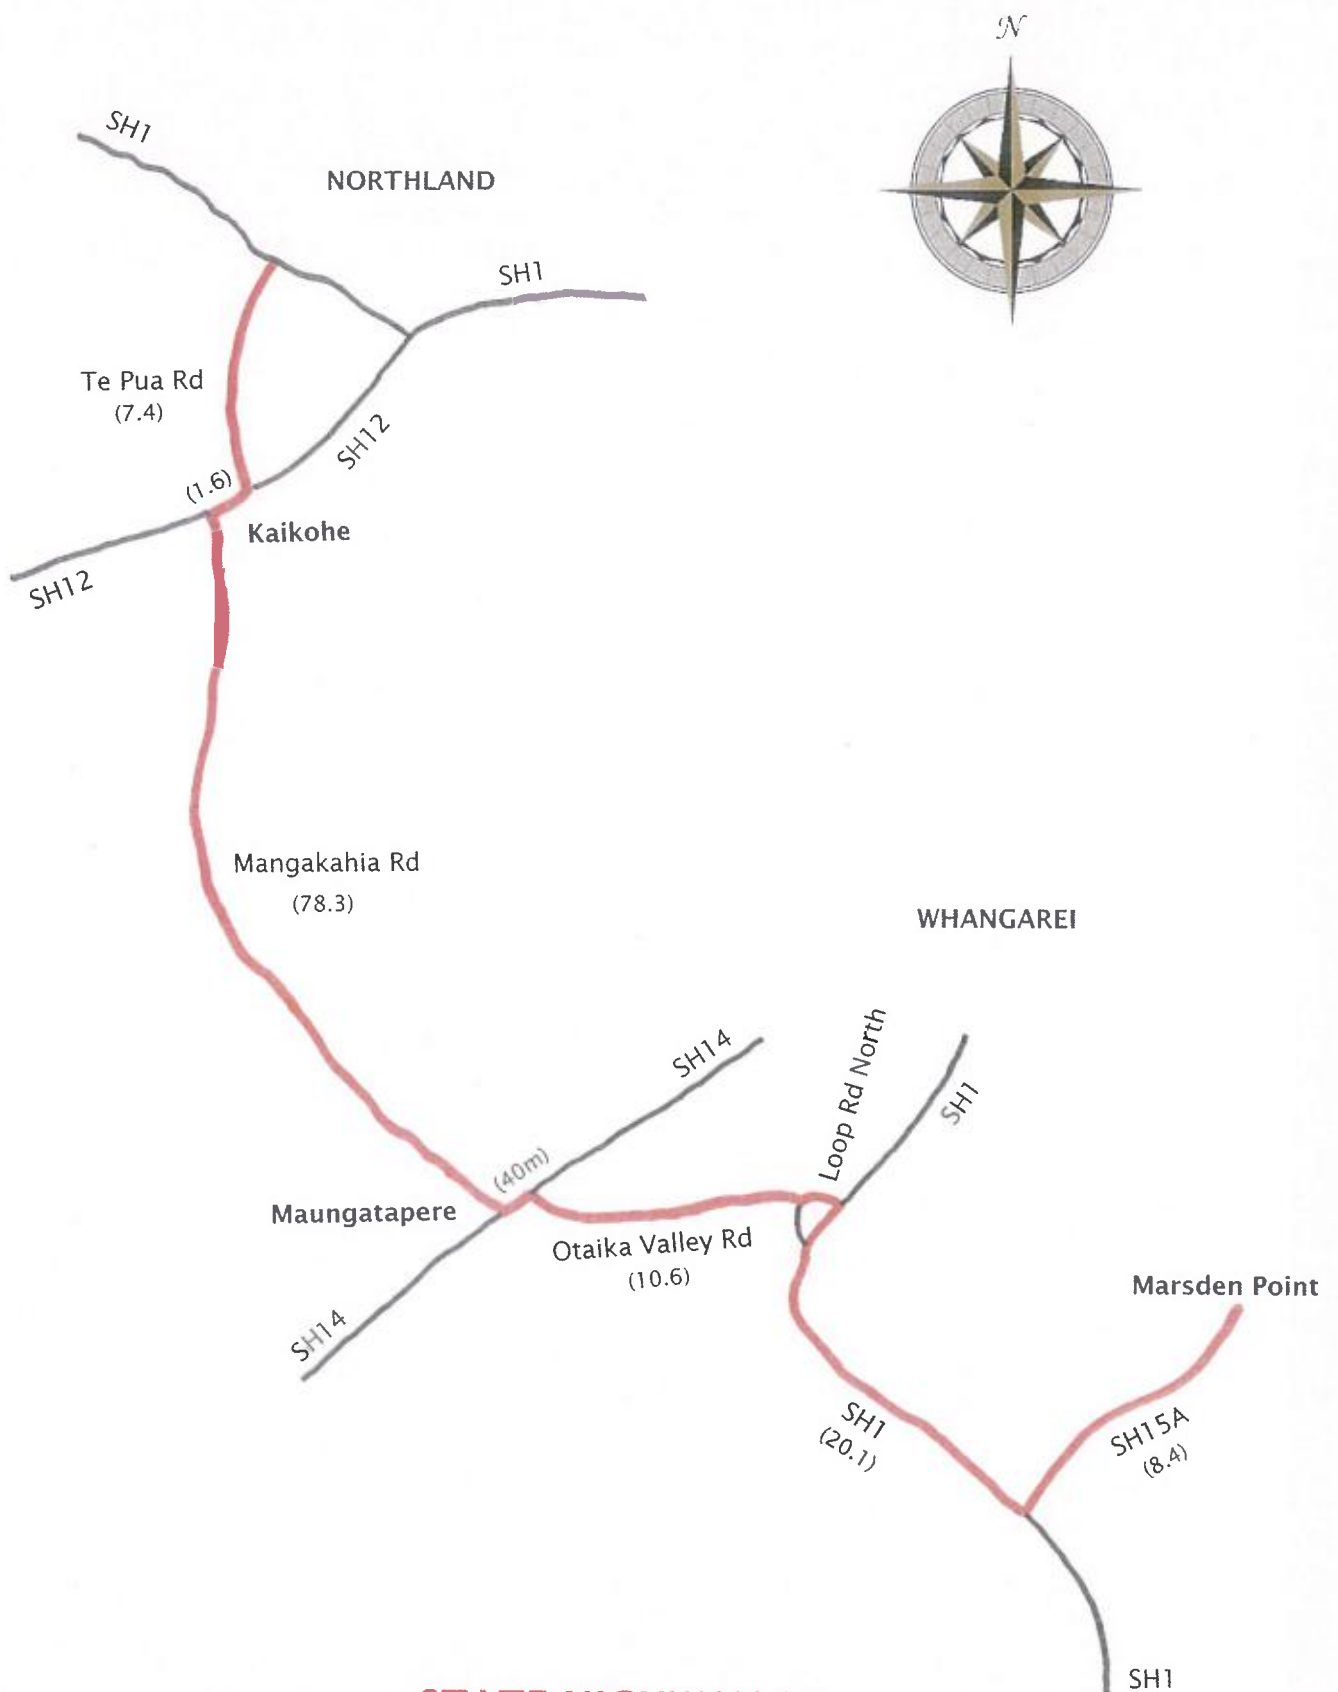 N
SH1
NORTHLAND
SH1
Te Pua Rd
(7.4)
SH12
(1.6)
Kaikohe
SH12
Mangakahia Rd
(78.3)
WHANGAREI
Loop Rd North
SH14
SH1
(40m)
Maungatapere
Otaika Valley Rd
(10.6)
Marsden Point
SH14
SH1
(20.1)
SH15A
(8.4)
SH1